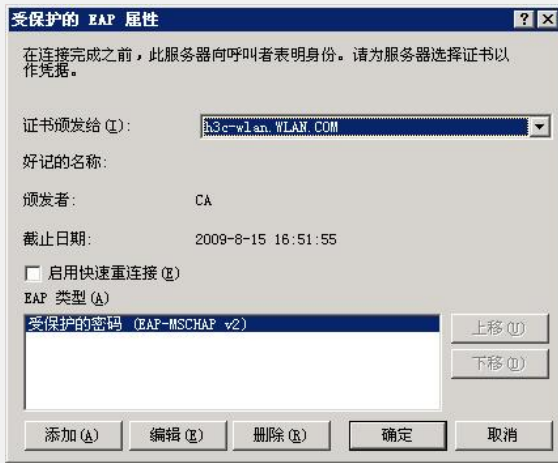 受保护的 EAP 属性
在连接完成之前，此服务器向呼叫者表明身份。请为服务器选择证书以
作凭据。
证书颁发给(I): h3c-wlan.WLAN.COM
好记的名称:
颁发者: CA
截止日期: 2009-8-15 16:51:55
启用快速重连接(E)
EAP 类型(A)
受保护的密码 (EAP-MSCHAP v2)
上移(U)
下移(D)
添加(A) 编辑(E) 删除(R) 确定 取消